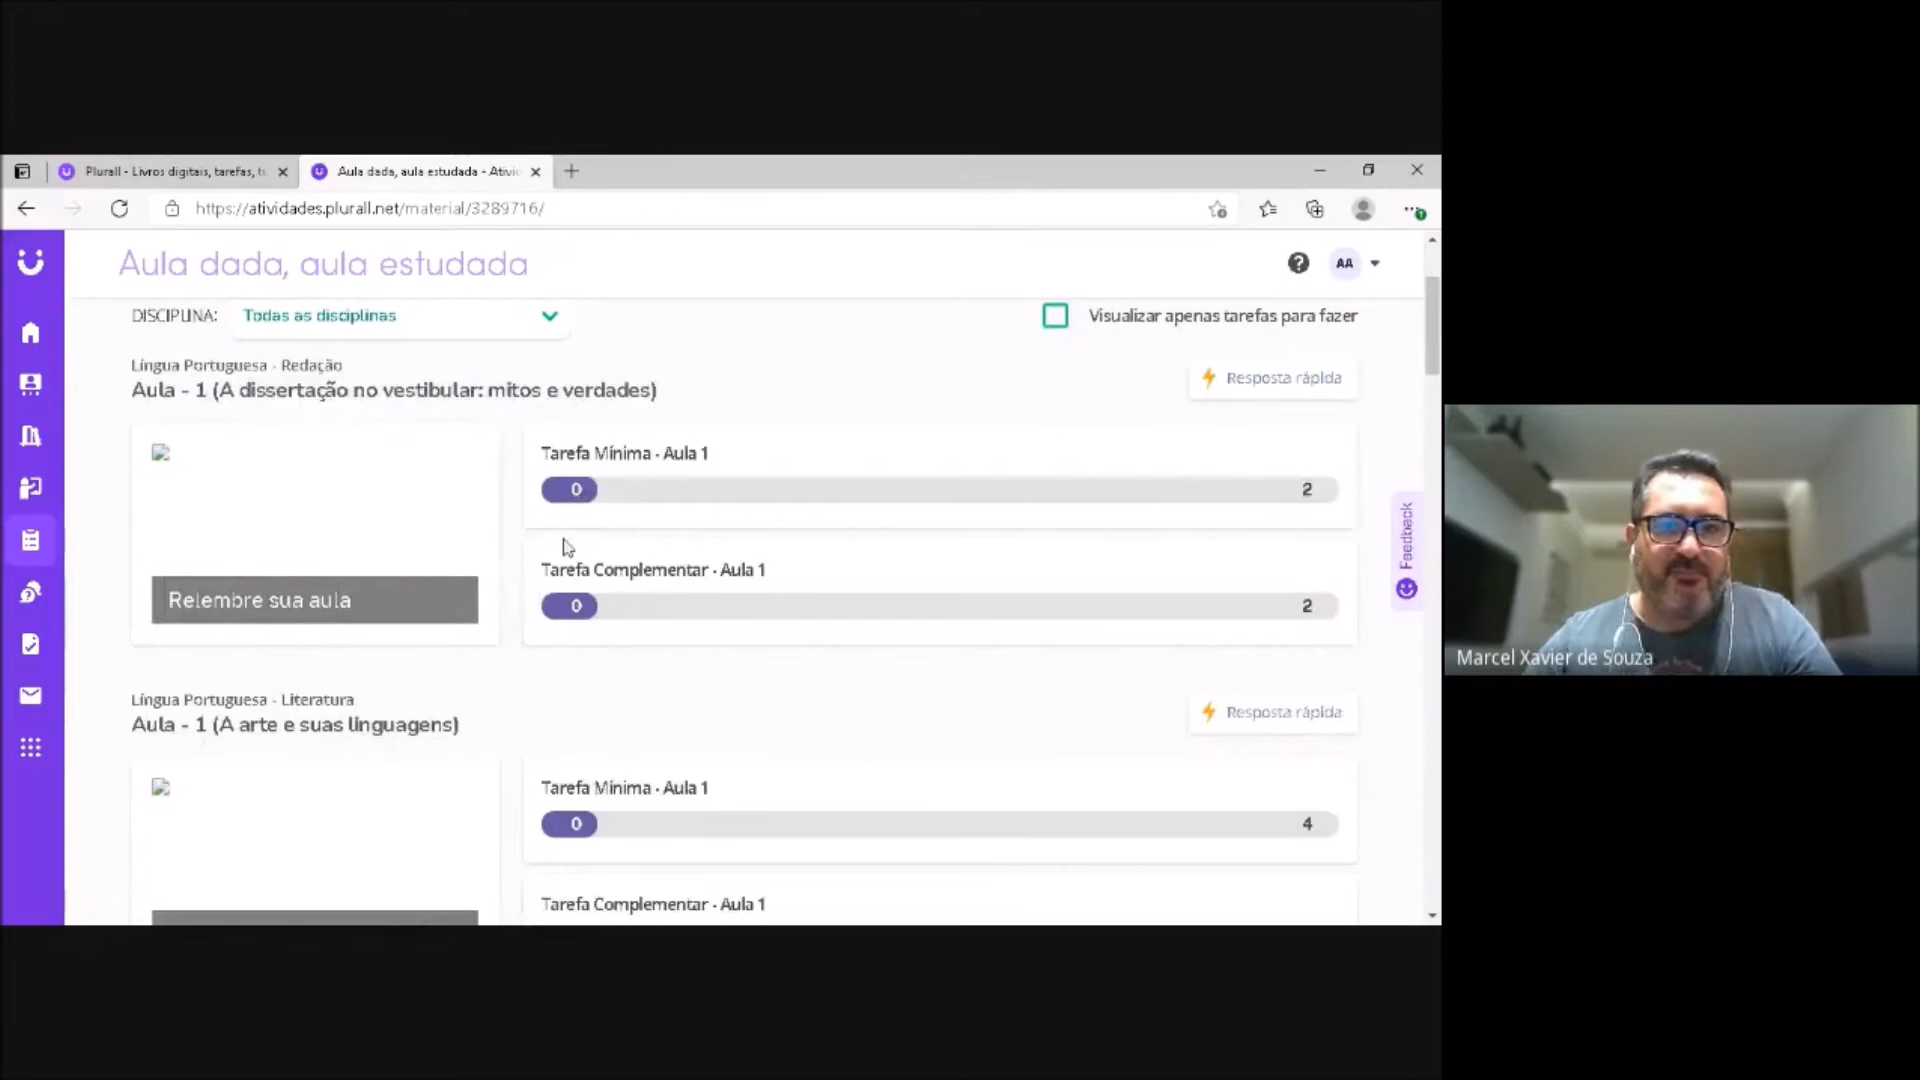 Plurall - Livros digitais, tarefas, t
Aula dada, aula estudada - Ativi
https://atividades.plurall.net/material/3289716/
Aula dada, aula estudada
AA
DISCIPLINA:
Todas as disciplinas
Visualizar apenas tarefas para fazer
Língua Portuguesa - Redação
Aula - 1 (A dissertação no vestibular: mitos e verdades)
Resposta rápida
Tarefa Mínima - Aula 1
0
2
Tarefa Complementar - Aula 1
0
2
Relembre sua aula
Feedback
Língua Portuguesa - Literatura
Aula - 1 (A arte e suas linguagens)
Resposta rápida
Tarefa Mínima - Aula 1
0
4
Tarefa Complementar - Aula 1
Marcel Xavier de Souza